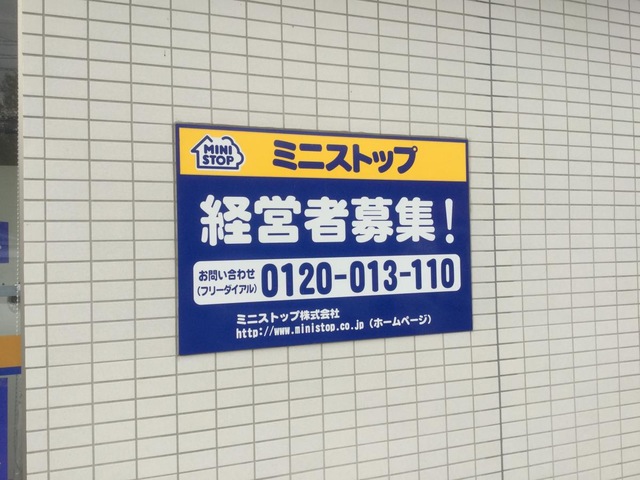 MINI
STOP
ミニストップ
経営者募集！
お問い合わせ
（フリーダイアル）
0120-013-110
ミニストップ株式会社
http://www.ministop.co.jp（ホームページ）